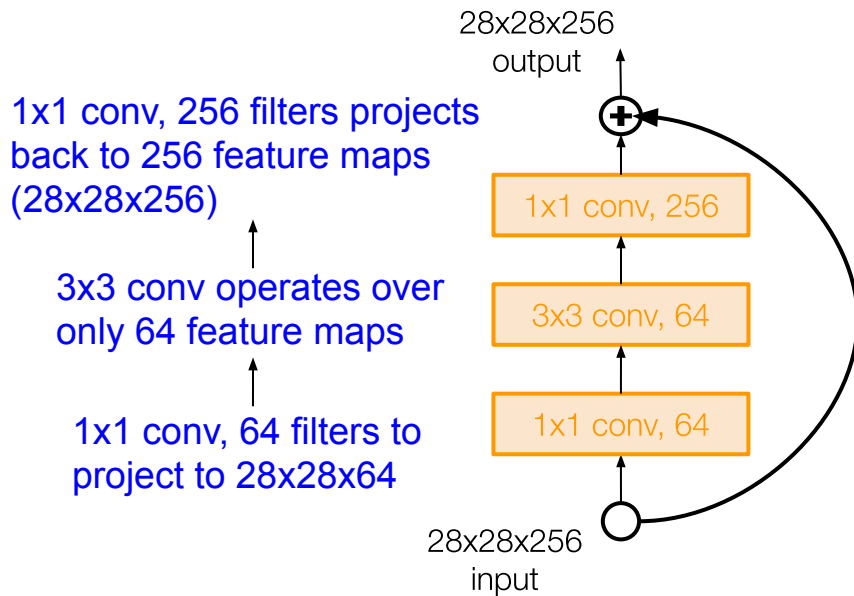 28x28x256
output
1x1 conv, 256 filters projects
back to 256 feature maps
(28x28x256)
3x3 conv operates over
only 64 feature maps
1x1 conv, 64 filters to
project to 28x28x64
1x1 conv, 256
3x3 conv, 64
1x1 conv, 64
28x28x256
input